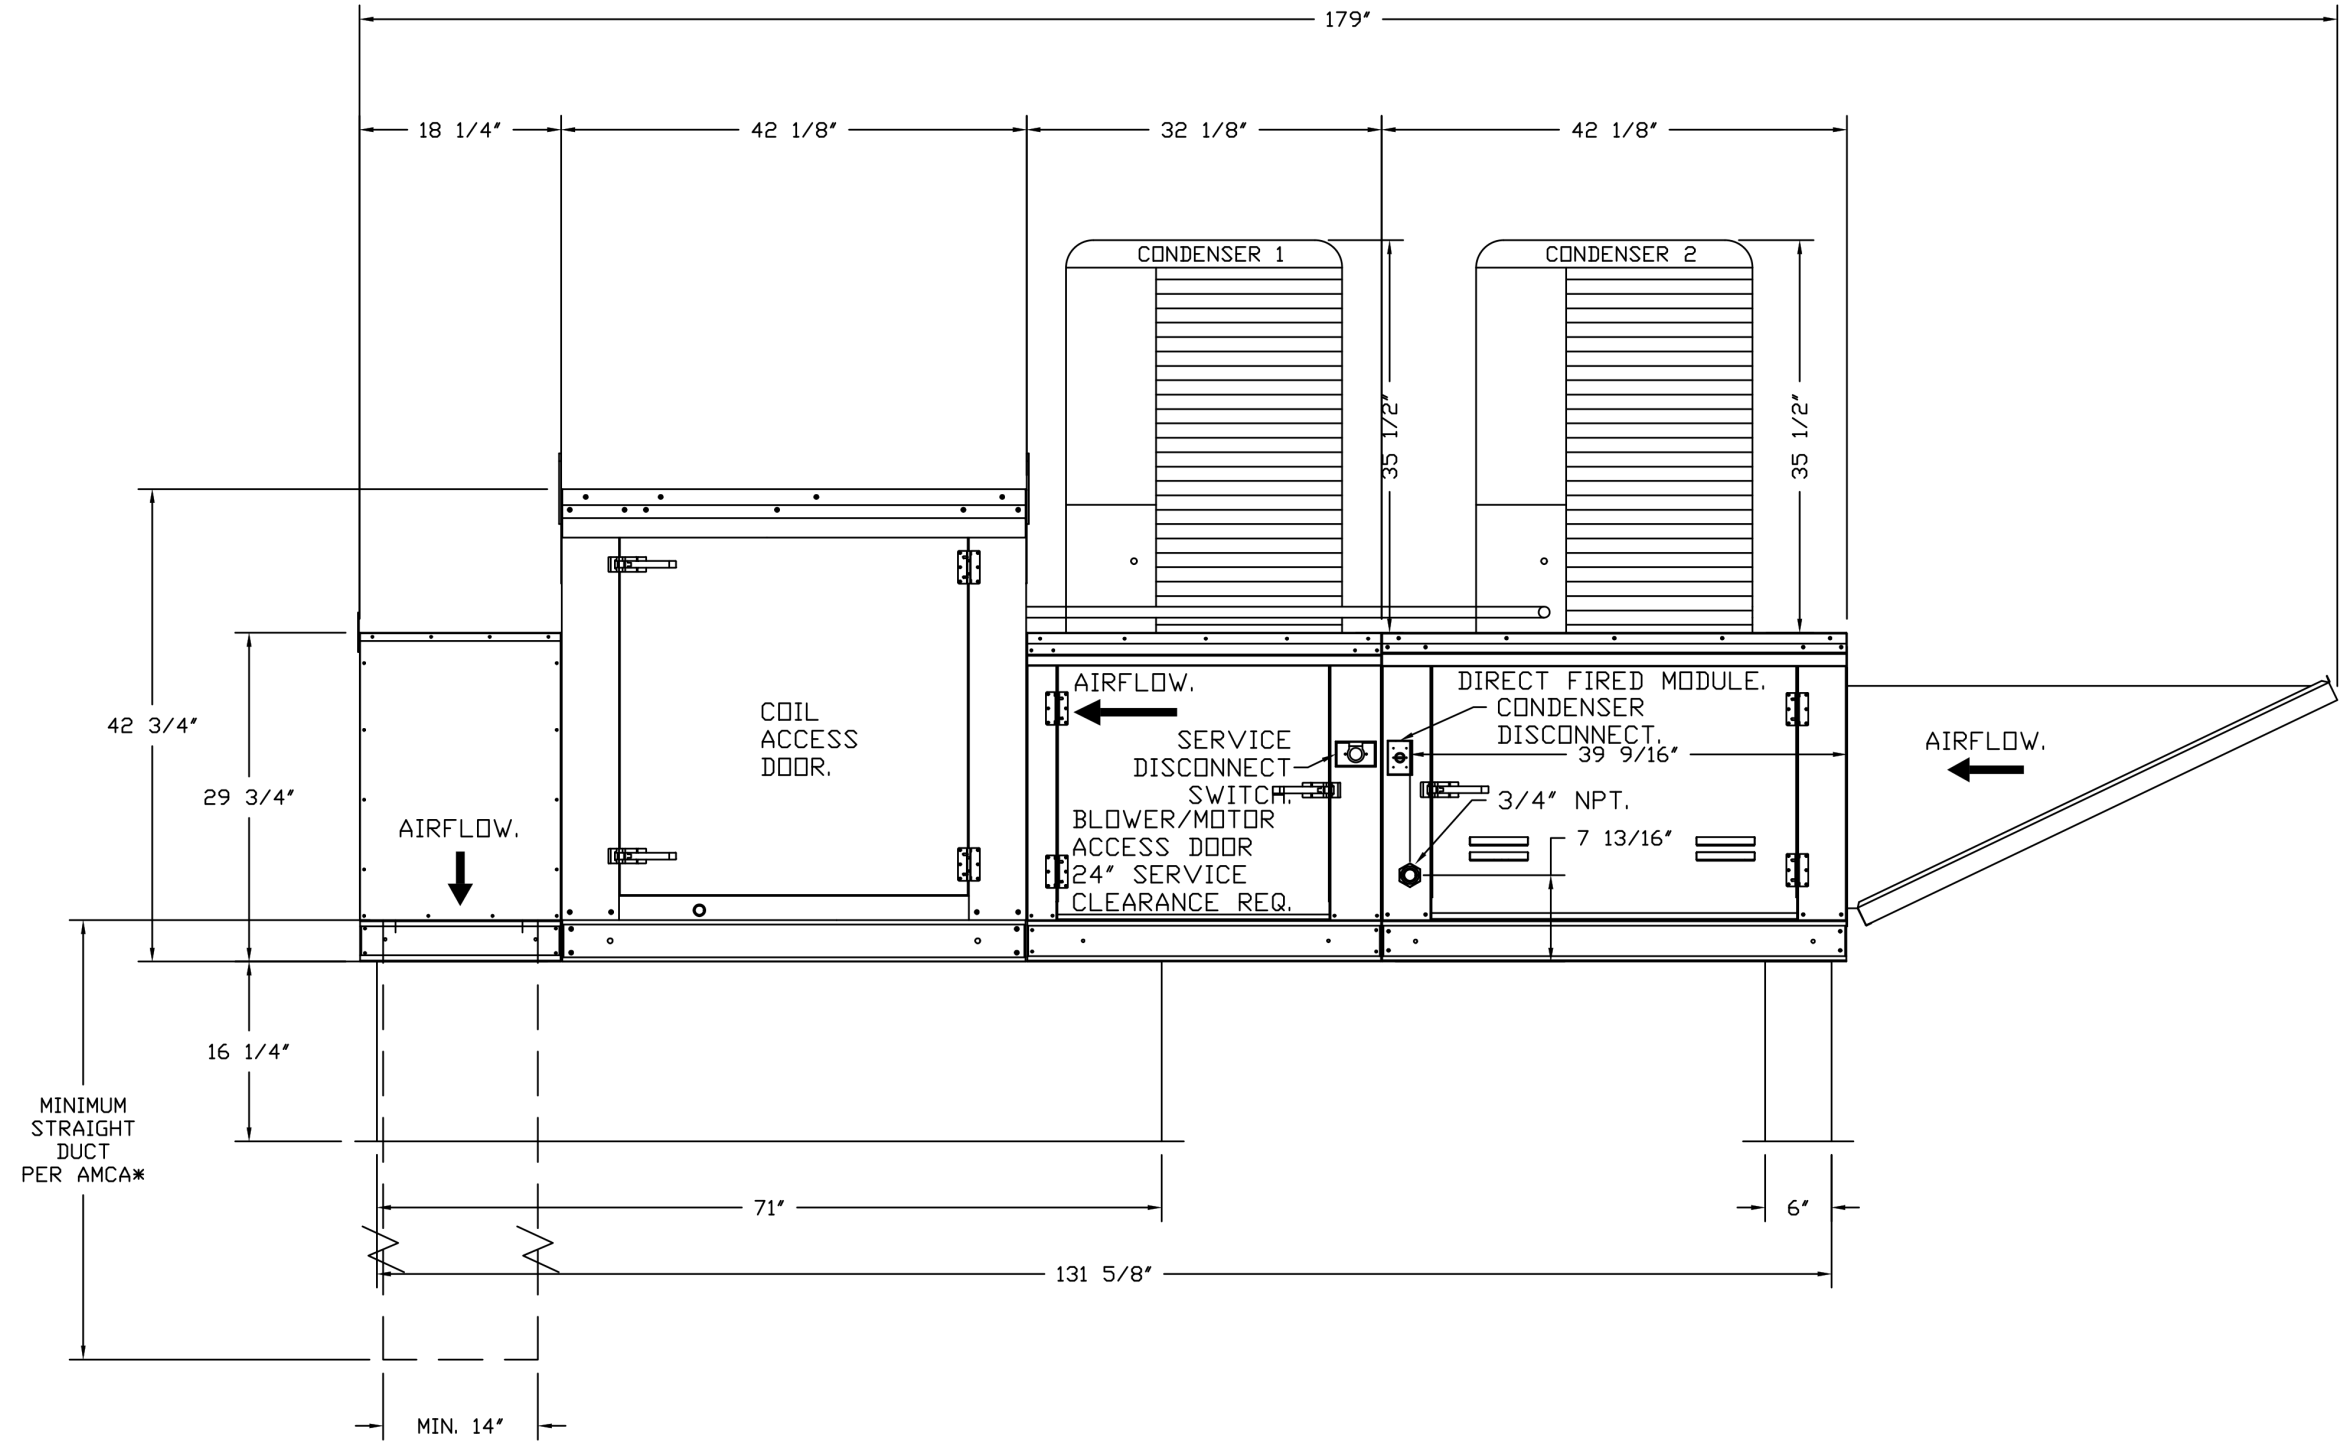 179"
18 1/4"
42 1/8"
32 1/8"
42 1/8"
CONDENSER 1
CONDENSER 2
35 1/2"
35 1/2"
42 3/4"
29 3/4"
16 1/4"
AIRFLOW.
COIL
ACCESS
DOOR.
AIRFLOW.
SERVICE
DISCONNECT
SWITCH.
BLOWER/MOTOR
ACCESS DOOR
24" SERVICE
CLEARANCE REQ.
DIRECT FIRED MODULE.
CONDENSER
DISCONNECT.
39 9/16"
3/4" NPT.
7 13/16"
AIRFLOW.
MINIMUM
STRAIGHT
DUCT
PER AMCA*
71"
6"
131 5/8"
MIN. 14"